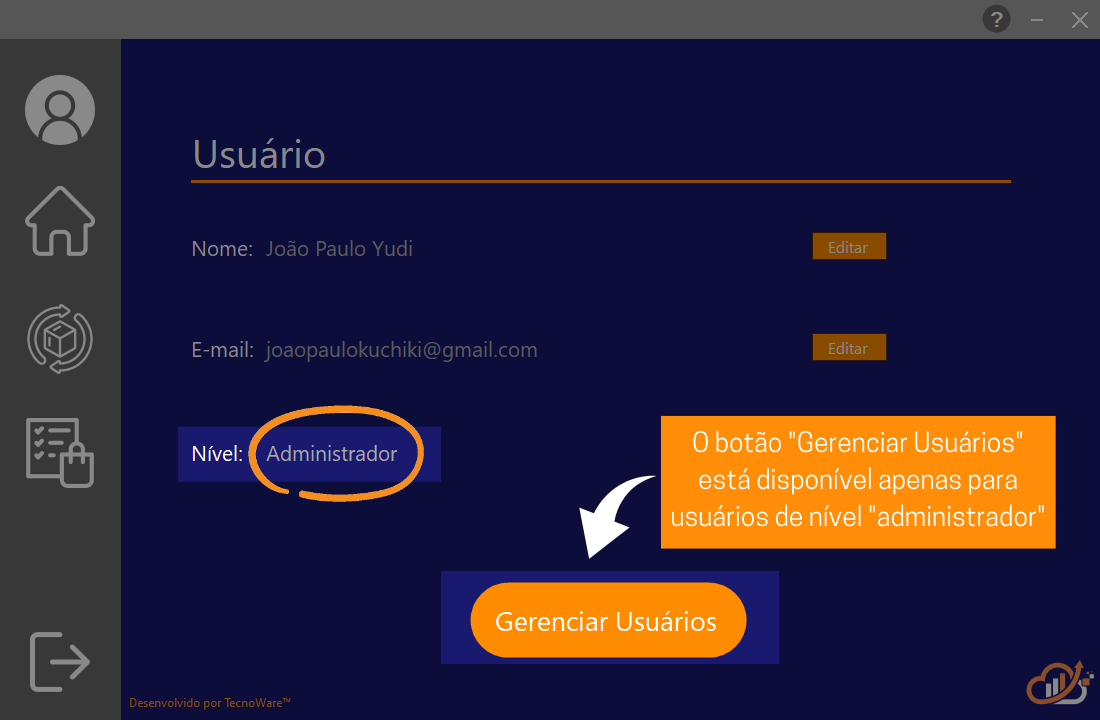 ?
Usuário
Nome: João Paulo Yudi
Editar
E-mail: joaopaulokuchiki@gmail.com
Editar
Nível: Administrador
O botão "Gerenciar Usuários"
está disponível apenas para
usuários de nível "administrador"
Gerenciar Usuários
Desenvolvido por TecnoWare™